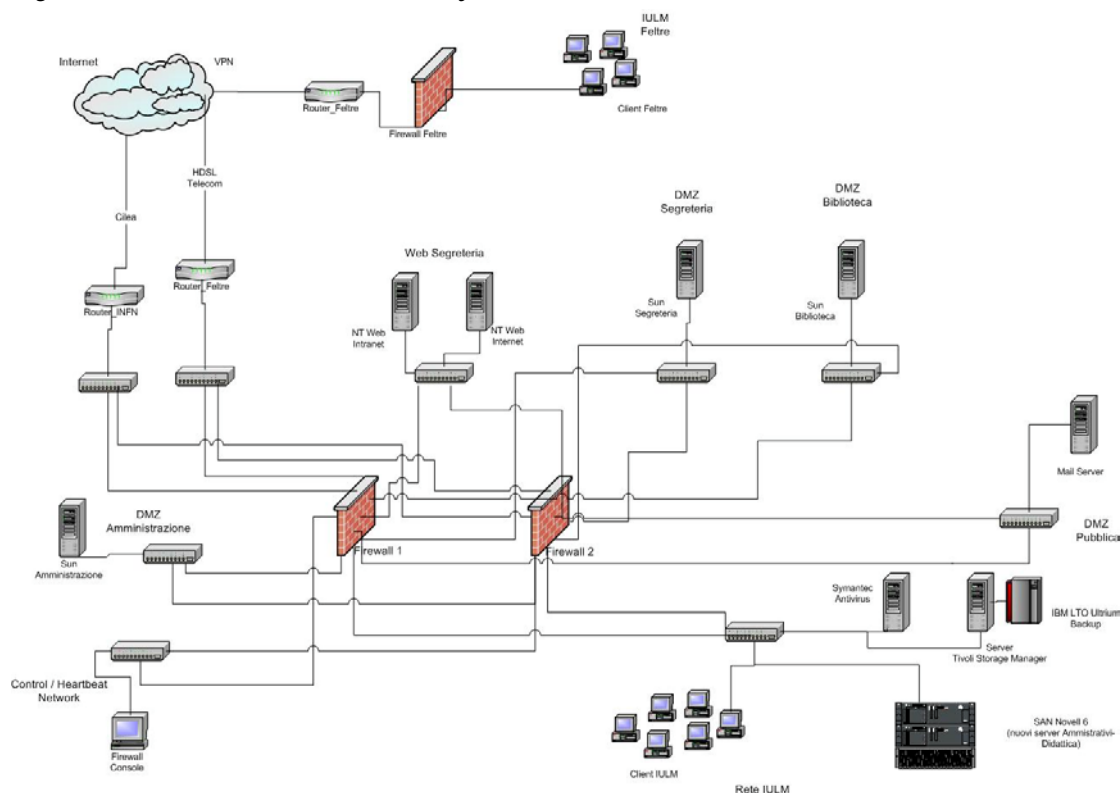 IULM
Feltre
Internet
VPN
Router_Feltre
Firewall Feltre
Client Feltre
HDSL
Telecom
Cilea
DMZ
Segreteria
DMZ
Biblioteca
Web Segreteria
Router_INFN
Router_Feltre
NT Web
Intranet
NT Web
Internet
Sun
Segreteria
Sun
Biblioteca
Mail Server
DMZ
Amministrazione
Firewall 1
Firewall 2
DMZ
Pubblica
Sun
Amministrazione
Symantec
Antivirus
IBM LTO Ultrium
Backup
Server
Tivoli Storage Manager
Control / Heartbeat
Network
Firewall
Console
Client IULM
SAN Novell 6
(nuovi server Ammistrativi-
Didattica)
Rete IULM